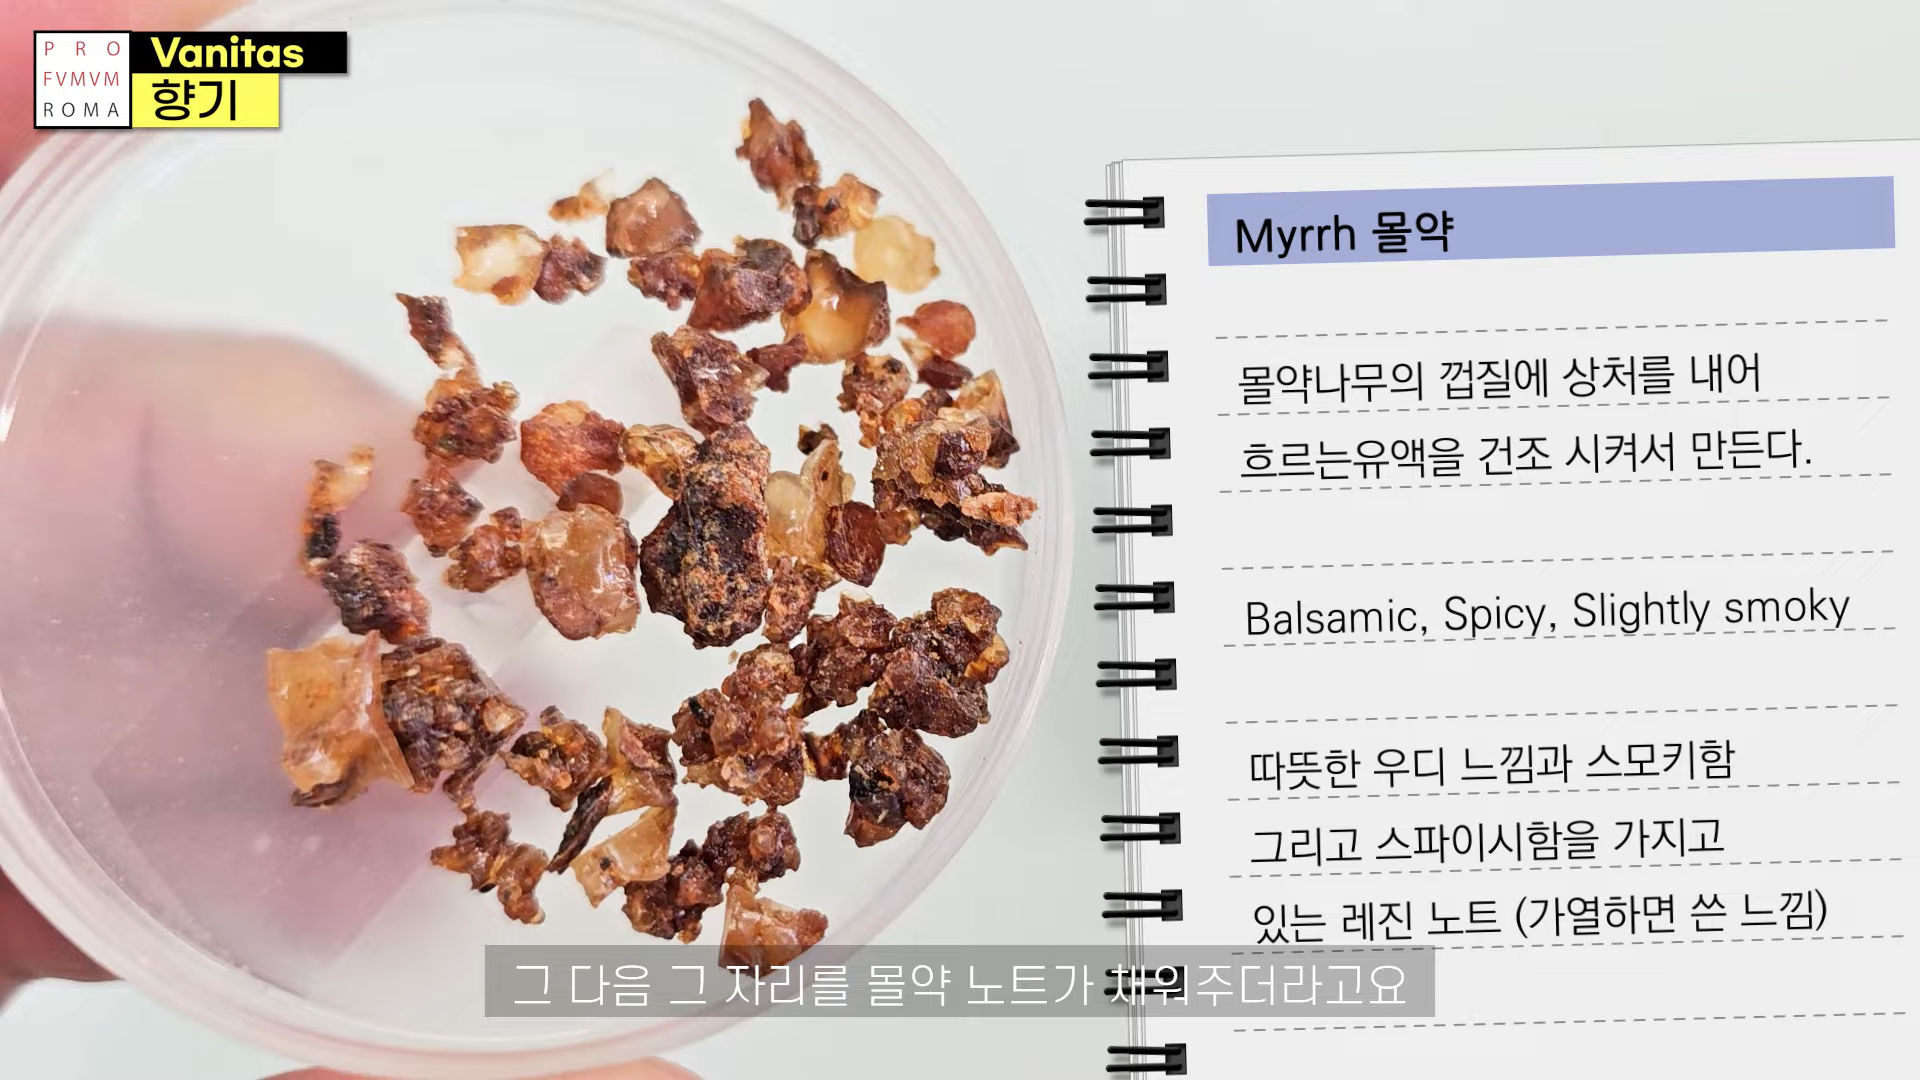 PRO
FVMVM
ROMA
Vanitas
향기
Myrrh 몰약
몰약나무의 껍질에 상처를 내어
흐르는유액을 건조 시켜서 만든다.
Balsamic, Spicy, Slightly smoky
따뜻한 우디 느낌과 스모키함
그리고 스파이시함을 가지고
있는 레진 노트 (가열하면 쓴 느낌)
그 다음 그 자리를 몰약 노트가 채워주더라고요